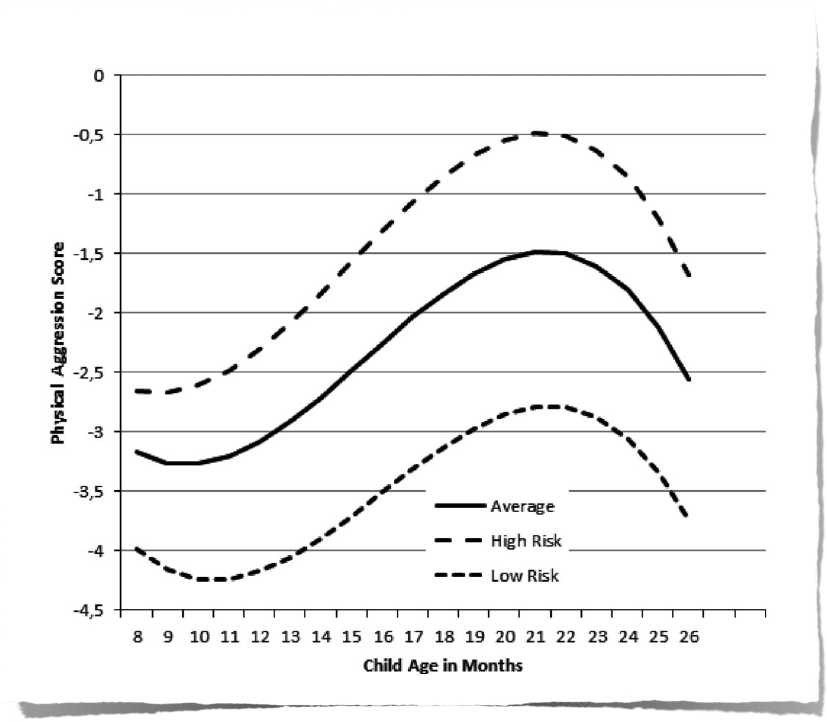 0
-0,5
-1
-1,5
-2
-2,5
-3
-3,5
-4
-4,5
Physical Aggression Score
Average
High Risk
Low Risk
8 9 10 11 12 13 14 15 16 17 18 19 20 21 22 23 24 25 26
Child Age in Months